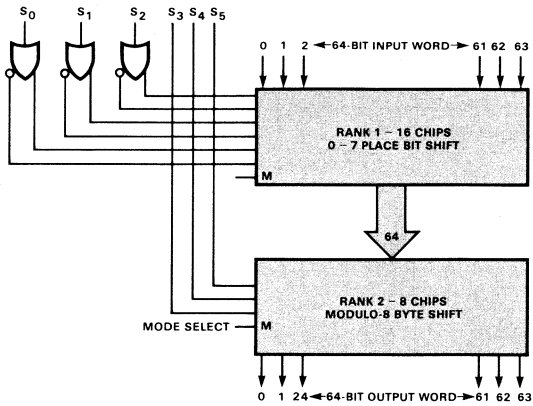 S0 S1 S2 S3 S4 S5
0 1 2 64-BIT INPUT WORD 61 62 63
RANK 1 – 16 CHIPS
0 – 7 PLACE BIT SHIFT
M
64
RANK 2 – 8 CHIPS
MODULO-8 BYTE SHIFT
MODE SELECT M
0 1 24 64-BIT OUTPUT WORD 61 62 63